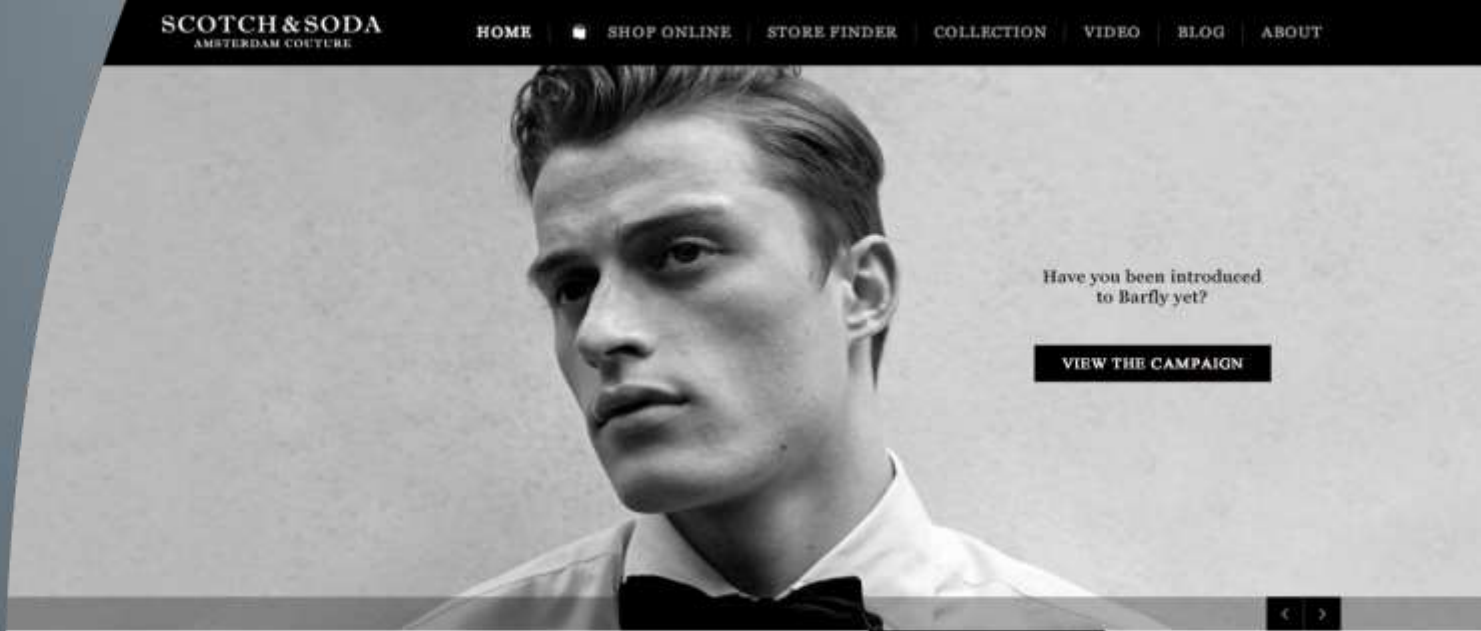 SCOTCH & SODA
AMSTERDAM COUTURE
HOME
SHOP ONLINE
STORE FINDER
COLLECTION
VIDEO
BLOG
ABOUT
Have you been introduced
to Barfly yet?
VIEW THE CAMPAIGN